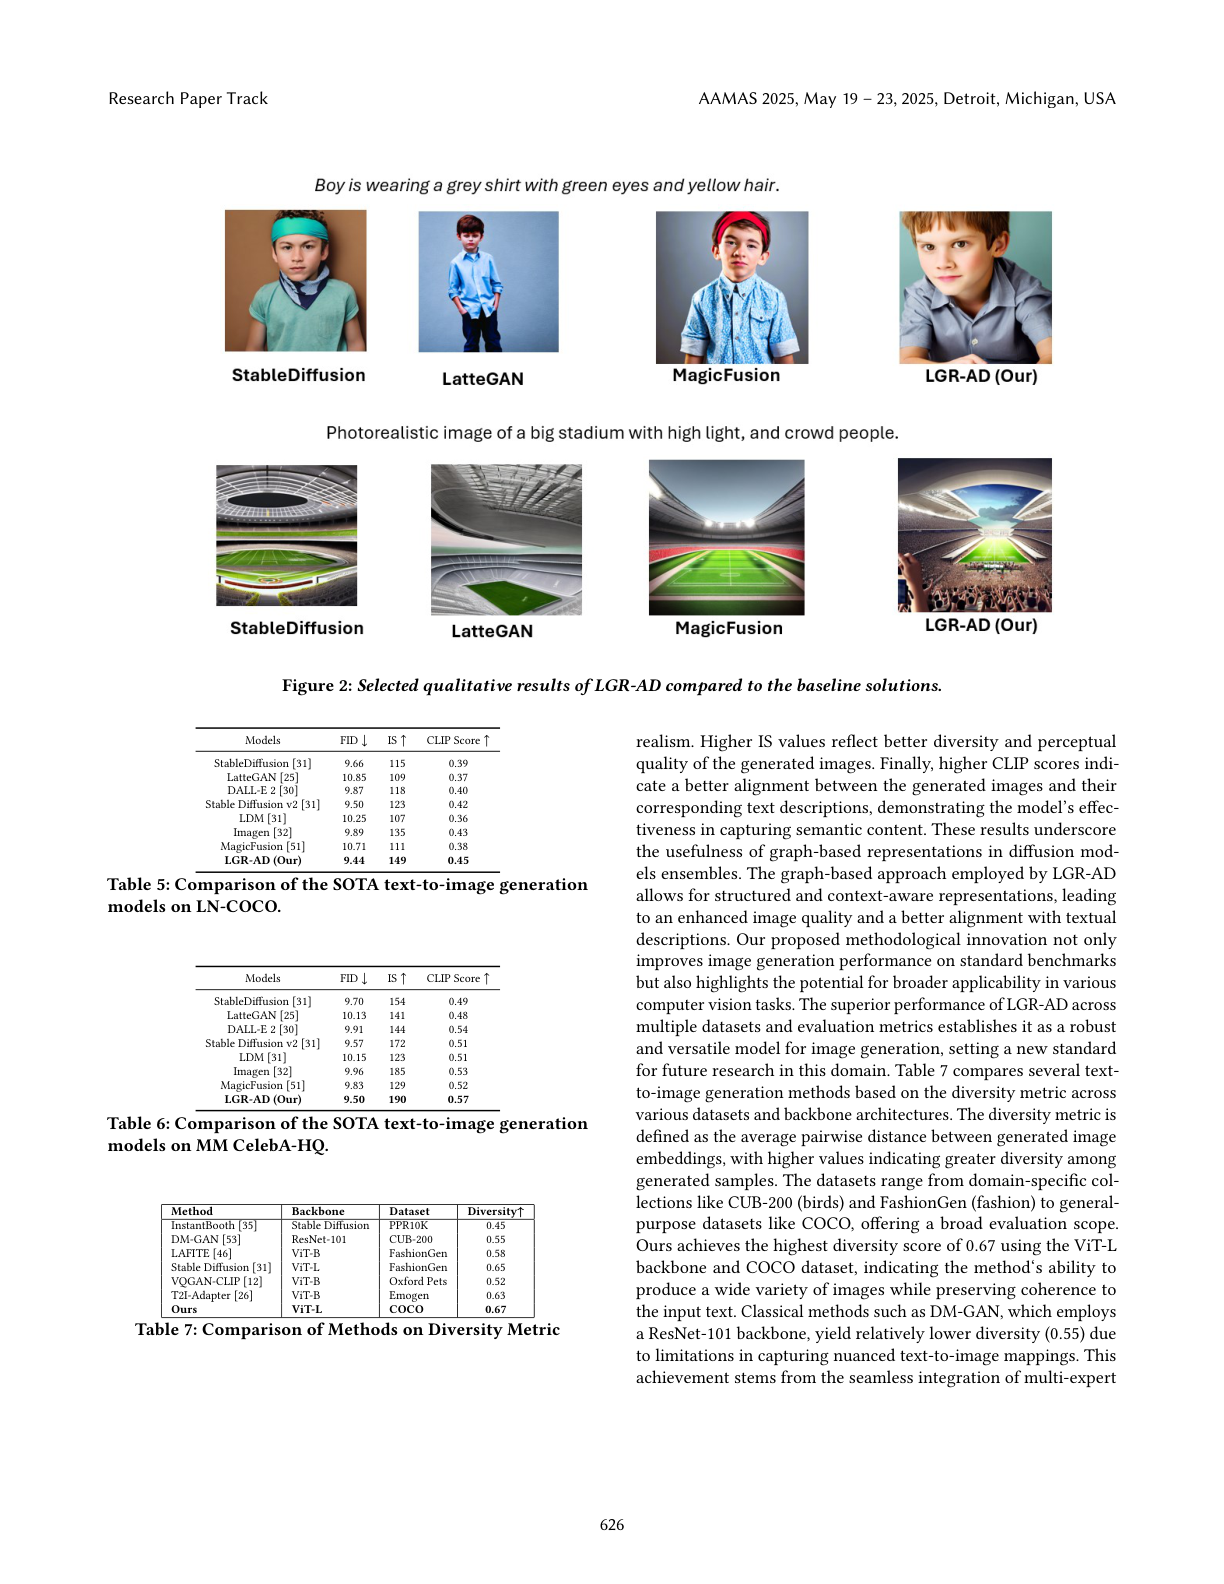 Research Paper Track
AAMAS 2025, May 19 – 23, 2025, Detroit, Michigan, USA
Boy is wearing a grey shirt with green eyes and yellow hair.
StableDiffusion
LatteGAN
MagicFusion
LGR-AD (Our)
Photorealistic image of a big stadium with high light, and crowd people.
StableDiffusion
LatteGAN
MagicFusion
LGR-AD (Our)
Figure 2: Selected qualitative results of LGR-AD compared to the baseline solutions.
Models FID ↓ IS ↑ CLIP Score ↑
StableDiffusion [31] 9.66 115 0.39
LatteGAN [25] 10.85 109 0.37
DALL-E 2 [30] 9.87 118 0.40
Stable Diffusion v2 [31] 9.50 123 0.42
LDM [31] 10.25 107 0.36
Imagen [32] 9.89 135 0.43
MagicFusion [51] 10.71 111 0.38
LGR-AD (Our) 9.44 149 0.45
Table 5: Comparison of the SOTA text-to-image generation
models on LN-COCO.
Models FID ↓ IS ↑ CLIP Score ↑
StableDiffusion [31] 9.70 154 0.49
LatteGAN [25] 10.13 141 0.48
DALL-E 2 [30] 9.91 144 0.54
Stable Diffusion v2 [31] 9.57 172 0.51
LDM [31] 10.15 123 0.51
Imagen [32] 9.96 185 0.53
MagicFusion [51] 9.83 129 0.52
LGR-AD (Our) 9.50 190 0.57
Table 6: Comparison of the SOTA text-to-image generation
models on MM CelebA-HQ.
Method Backbone Dataset Diversity↑
InstantBooth [35] Stable Diffusion PPR10K 0.45
DM-GAN [53] ResNet-101 CUB-200 0.55
LAFITE [46] ViT-B FashionGen 0.58
Stable Diffusion [31] ViT-L FashionGen 0.65
VQGAN-CLIP [12] ViT-B Oxford Pets 0.52
T2I-Adapter [26] ViT-B Emogen 0.63
Ours ViT-L COCO 0.67
Table 7: Comparison of Methods on Diversity Metric
realism. Higher IS values reflect better diversity and perceptual
quality of the generated images. Finally, higher CLIP scores indi-
cate a better alignment between the generated images and their
corresponding text descriptions, demonstrating the model's effec-
tiveness in capturing semantic content. These results underscore
the usefulness of graph-based representations in diffusion mod-
els ensembles. The graph-based approach employed by LGR-AD
allows for structured and context-aware representations, leading
to an enhanced image quality and a better alignment with textual
descriptions. Our proposed methodological innovation not only
improves image generation performance on standard benchmarks
but also highlights the potential for broader applicability in various
computer vision tasks. The superior performance of LGR-AD across
multiple datasets and evaluation metrics establishes it as a robust
and versatile model for image generation, setting a new standard
for future research in this domain. Table 7 compares several text-
to-image generation methods based on the diversity metric across
various datasets and backbone architectures. The diversity metric is
defined as the average pairwise distance between generated image
embeddings, with higher values indicating greater diversity among
generated samples. The datasets range from domain-specific col-
lections like CUB-200 (birds) and FashionGen (fashion) to general-
purpose datasets like COCO, offering a broad evaluation scope.
Ours achieves the highest diversity score of 0.67 using the ViT-L
backbone and COCO dataset, indicating the method‘s ability to
produce a wide variety of images while preserving coherence to
the input text. Classical methods such as DM-GAN, which employs
a ResNet-101 backbone, yield relatively lower diversity (0.55) due
to limitations in capturing nuanced text-to-image mappings. This
achievement stems from the seamless integration of multi-expert
626